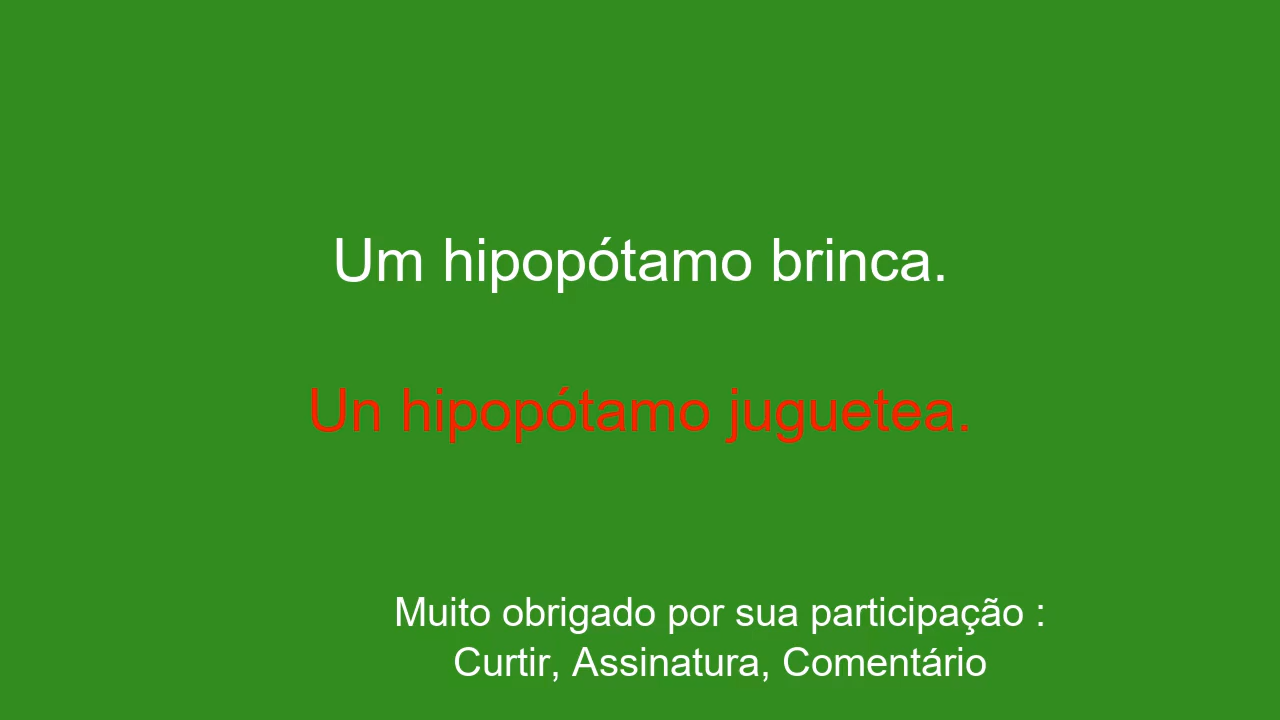 Um hipopótamo brinca.
Un hipopótamo juguetea.
Muito obrigado por sua participação :
Curtir, Assinatura, Comentário